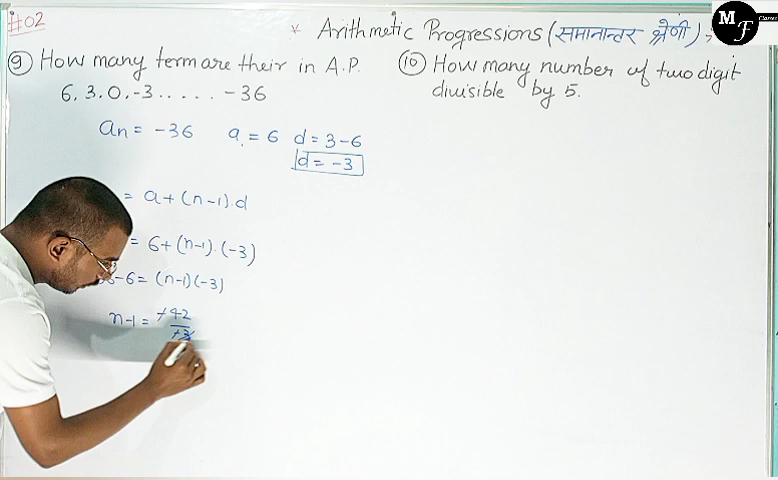 #02
* Arithmetic Progressions (समानान्तर श्रेणी) :-
MF Classes
⑨ How many term are their in A.P.
6, 3, 0, -3 ..... -36
an = -36 a = 6 d = 3-6
d = -3
= a + (n-1).d
= 6 + (n-1).(-3)
-6 = (n-1)(-3)
n-1 = -42
-3
⑩ How many number of two digit
divisible by 5.